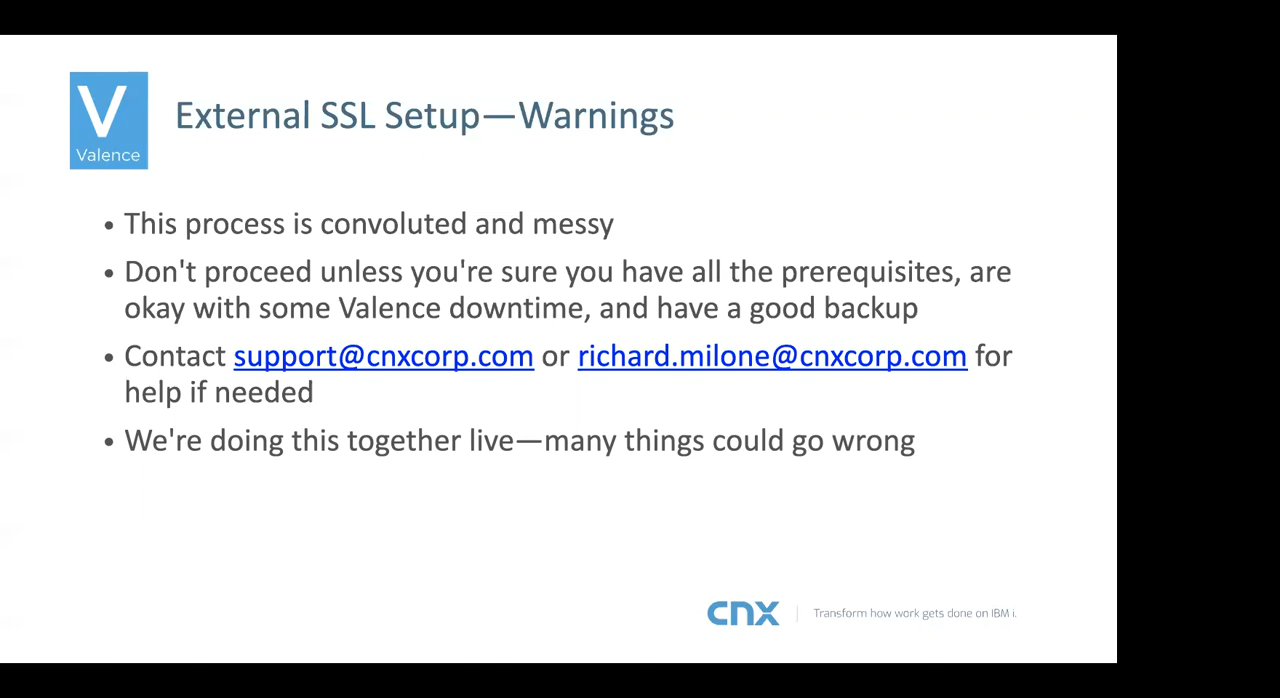 V
Valence
External SSL Setup—Warnings
• This process is convoluted and messy
• Don't proceed unless you're sure you have all the prerequisites, are
okay with some Valence downtime, and have a good backup
• Contact support@cnxcorp.com or richard.milone@cnxcorp.com for
help if needed
• We're doing this together live—many things could go wrong
cnx | Transform how work gets done on IBM i.